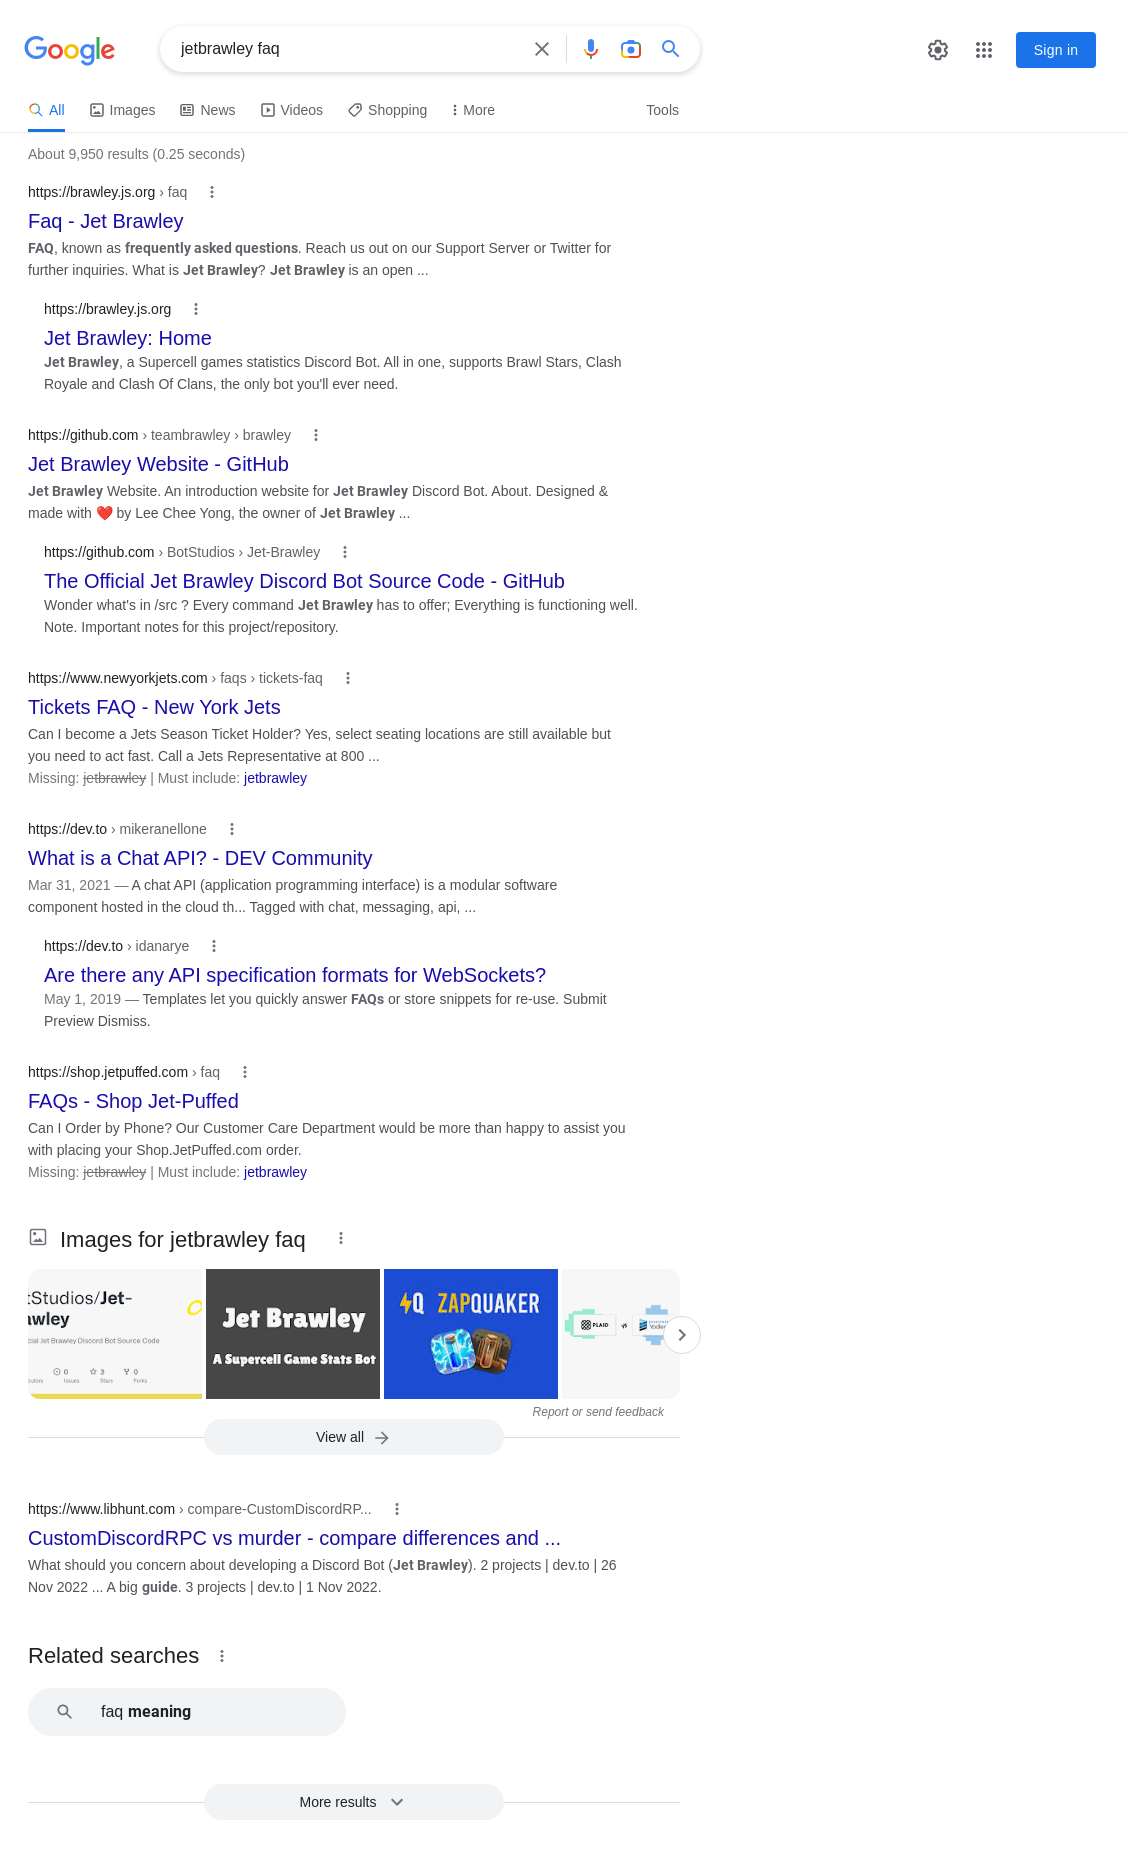 Google
jetbrawley faq
Sign in
All
Images
News
Videos
Shopping
More
Tools
About 9,950 results (0.25 seconds)
https://brawley.js.org › faq
Faq - Jet Brawley
FAQ, known as frequently asked questions. Reach us out on our Support Server or Twitter for
further inquiries. What is Jet Brawley? Jet Brawley is an open ...
https://brawley.js.org
Jet Brawley: Home
Jet Brawley, a Supercell games statistics Discord Bot. All in one, supports Brawl Stars, Clash
Royale and Clash Of Clans, the only bot you'll ever need.
https://github.com › teambrawley › brawley
Jet Brawley Website - GitHub
Jet Brawley Website. An introduction website for Jet Brawley Discord Bot. About. Designed &
made with ❤️ by Lee Chee Yong, the owner of Jet Brawley ...
https://github.com › BotStudios › Jet-Brawley
The Official Jet Brawley Discord Bot Source Code - GitHub
Wonder what's in /src ? Every command Jet Brawley has to offer; Everything is functioning well.
Note. Important notes for this project/repository.
https://www.newyorkjets.com › faqs › tickets-faq
Tickets FAQ - New York Jets
Can I become a Jets Season Ticket Holder? Yes, select seating locations are still available but
you need to act fast. Call a Jets Representative at 800 ...
Missing: jetbrawley | Must include: jetbrawley
https://dev.to › mikeranellone
What is a Chat API? - DEV Community
Mar 31, 2021 — A chat API (application programming interface) is a modular software
component hosted in the cloud th... Tagged with chat, messaging, api, ...
https://dev.to › idanarye
Are there any API specification formats for WebSockets?
May 1, 2019 — Templates let you quickly answer FAQs or store snippets for re-use. Submit
Preview Dismiss.
https://shop.jetpuffed.com › faq
FAQs - Shop Jet-Puffed
Can I Order by Phone? Our Customer Care Department would be more than happy to assist you
with placing your Shop.JetPuffed.com order.
Missing: jetbrawley | Must include: jetbrawley
Images for jetbrawley faq
tStudios/Jet-
awley
cial Jet Brawley Discord Bot Source Code
0
Issues
3
Stars
0
Forks
Jet Brawley
A Supercell Game Stats Bot
Q ZAPQUAKER
PLAID vs Yodlee
Report or send feedback
View all
https://www.libhunt.com › compare-CustomDiscordRP...
CustomDiscordRPC vs murder - compare differences and ...
What should you concern about developing a Discord Bot (Jet Brawley). 2 projects | dev.to | 26
Nov 2022 ... A big guide. 3 projects | dev.to | 1 Nov 2022.
Related searches
faq meaning
More results